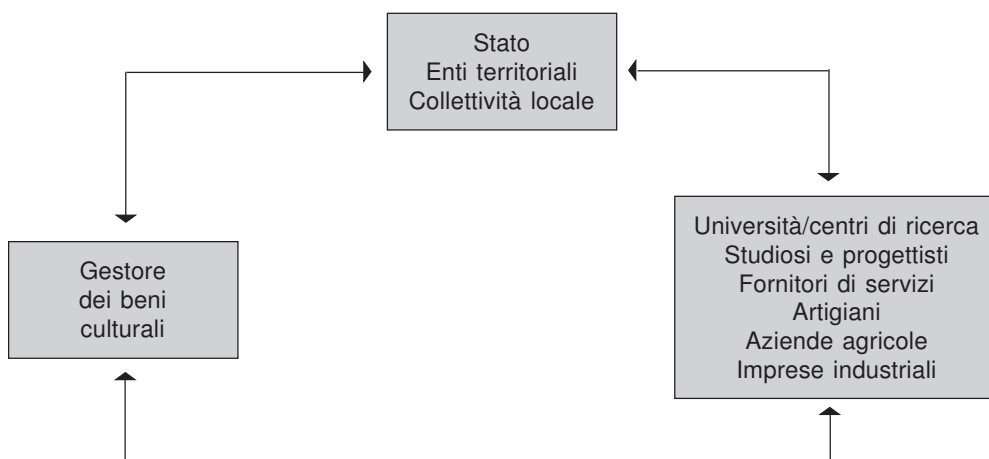 Stato
Enti territoriali
Collettività locale
Gestore
dei beni
culturali
Università/centri di ricerca
Studiosi e progettisti
Fornitori di servizi
Artigiani
Aziende agricole
Imprese industriali